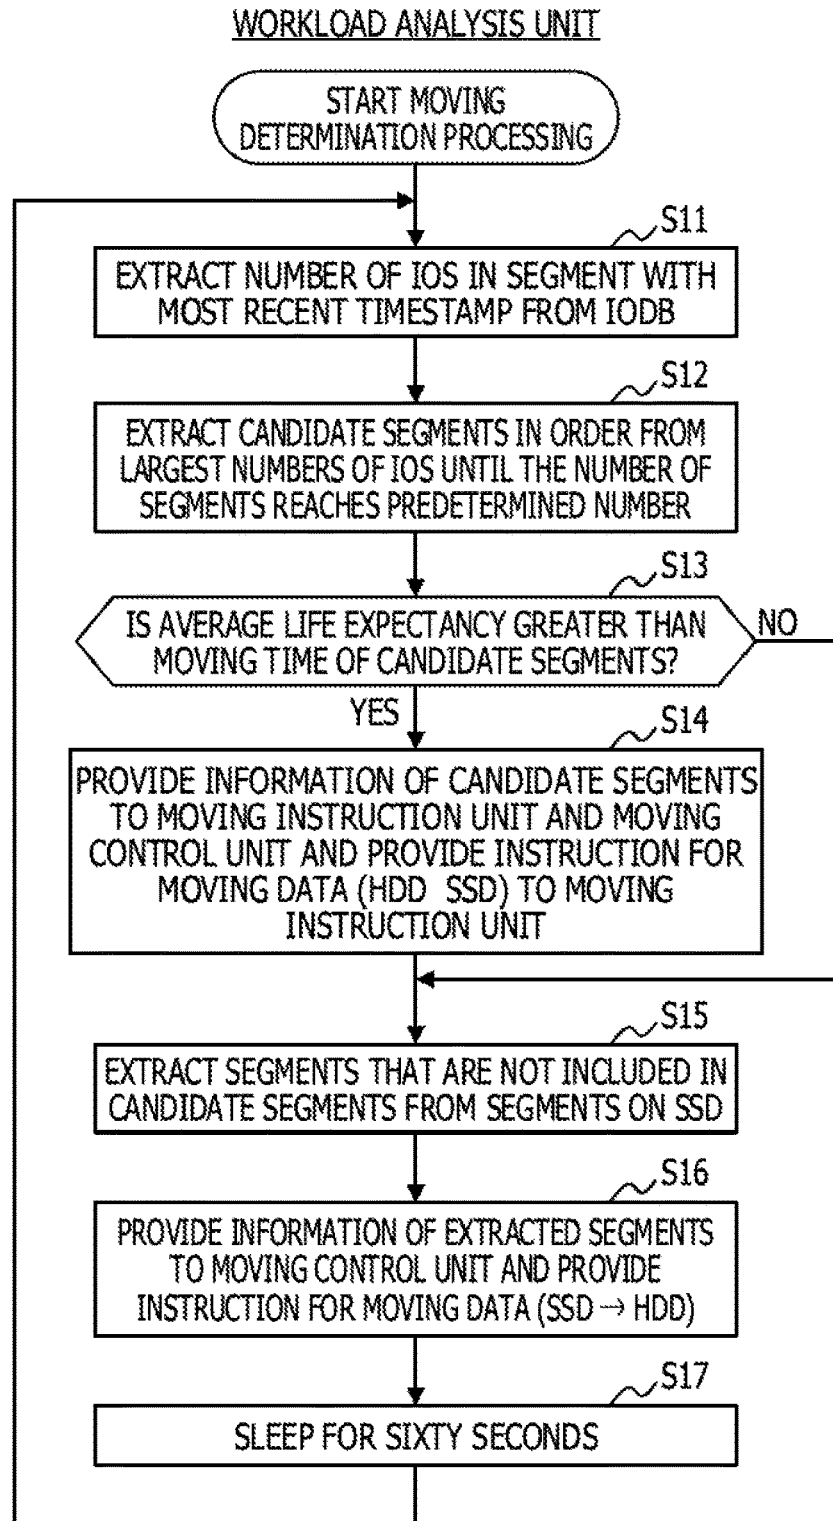 WORKLOAD ANALYSIS UNIT
START MOVING
DETERMINATION PROCESSING
S11
EXTRACT NUMBER OF IOS IN SEGMENT WITH
MOST RECENT TIMESTAMP FROM IODB
S12
EXTRACT CANDIDATE SEGMENTS IN ORDER FROM
LARGEST NUMBERS OF IOS UNTIL THE NUMBER OF
SEGMENTS REACHES PREDETERMINED NUMBER
S13
IS AVERAGE LIFE EXPECTANCY GREATER THAN
MOVING TIME OF CANDIDATE SEGMENTS?
NO
YES
S14
PROVIDE INFORMATION OF CANDIDATE SEGMENTS
TO MOVING INSTRUCTION UNIT AND MOVING
CONTROL UNIT AND PROVIDE INSTRUCTION FOR
MOVING DATA (HDD SSD) TO MOVING
INSTRUCTION UNIT
S15
EXTRACT SEGMENTS THAT ARE NOT INCLUDED IN
CANDIDATE SEGMENTS FROM SEGMENTS ON SSD
S16
PROVIDE INFORMATION OF EXTRACTED SEGMENTS
TO MOVING CONTROL UNIT AND PROVIDE
INSTRUCTION FOR MOVING DATA (SSD → HDD)
S17
SLEEP FOR SIXTY SECONDS